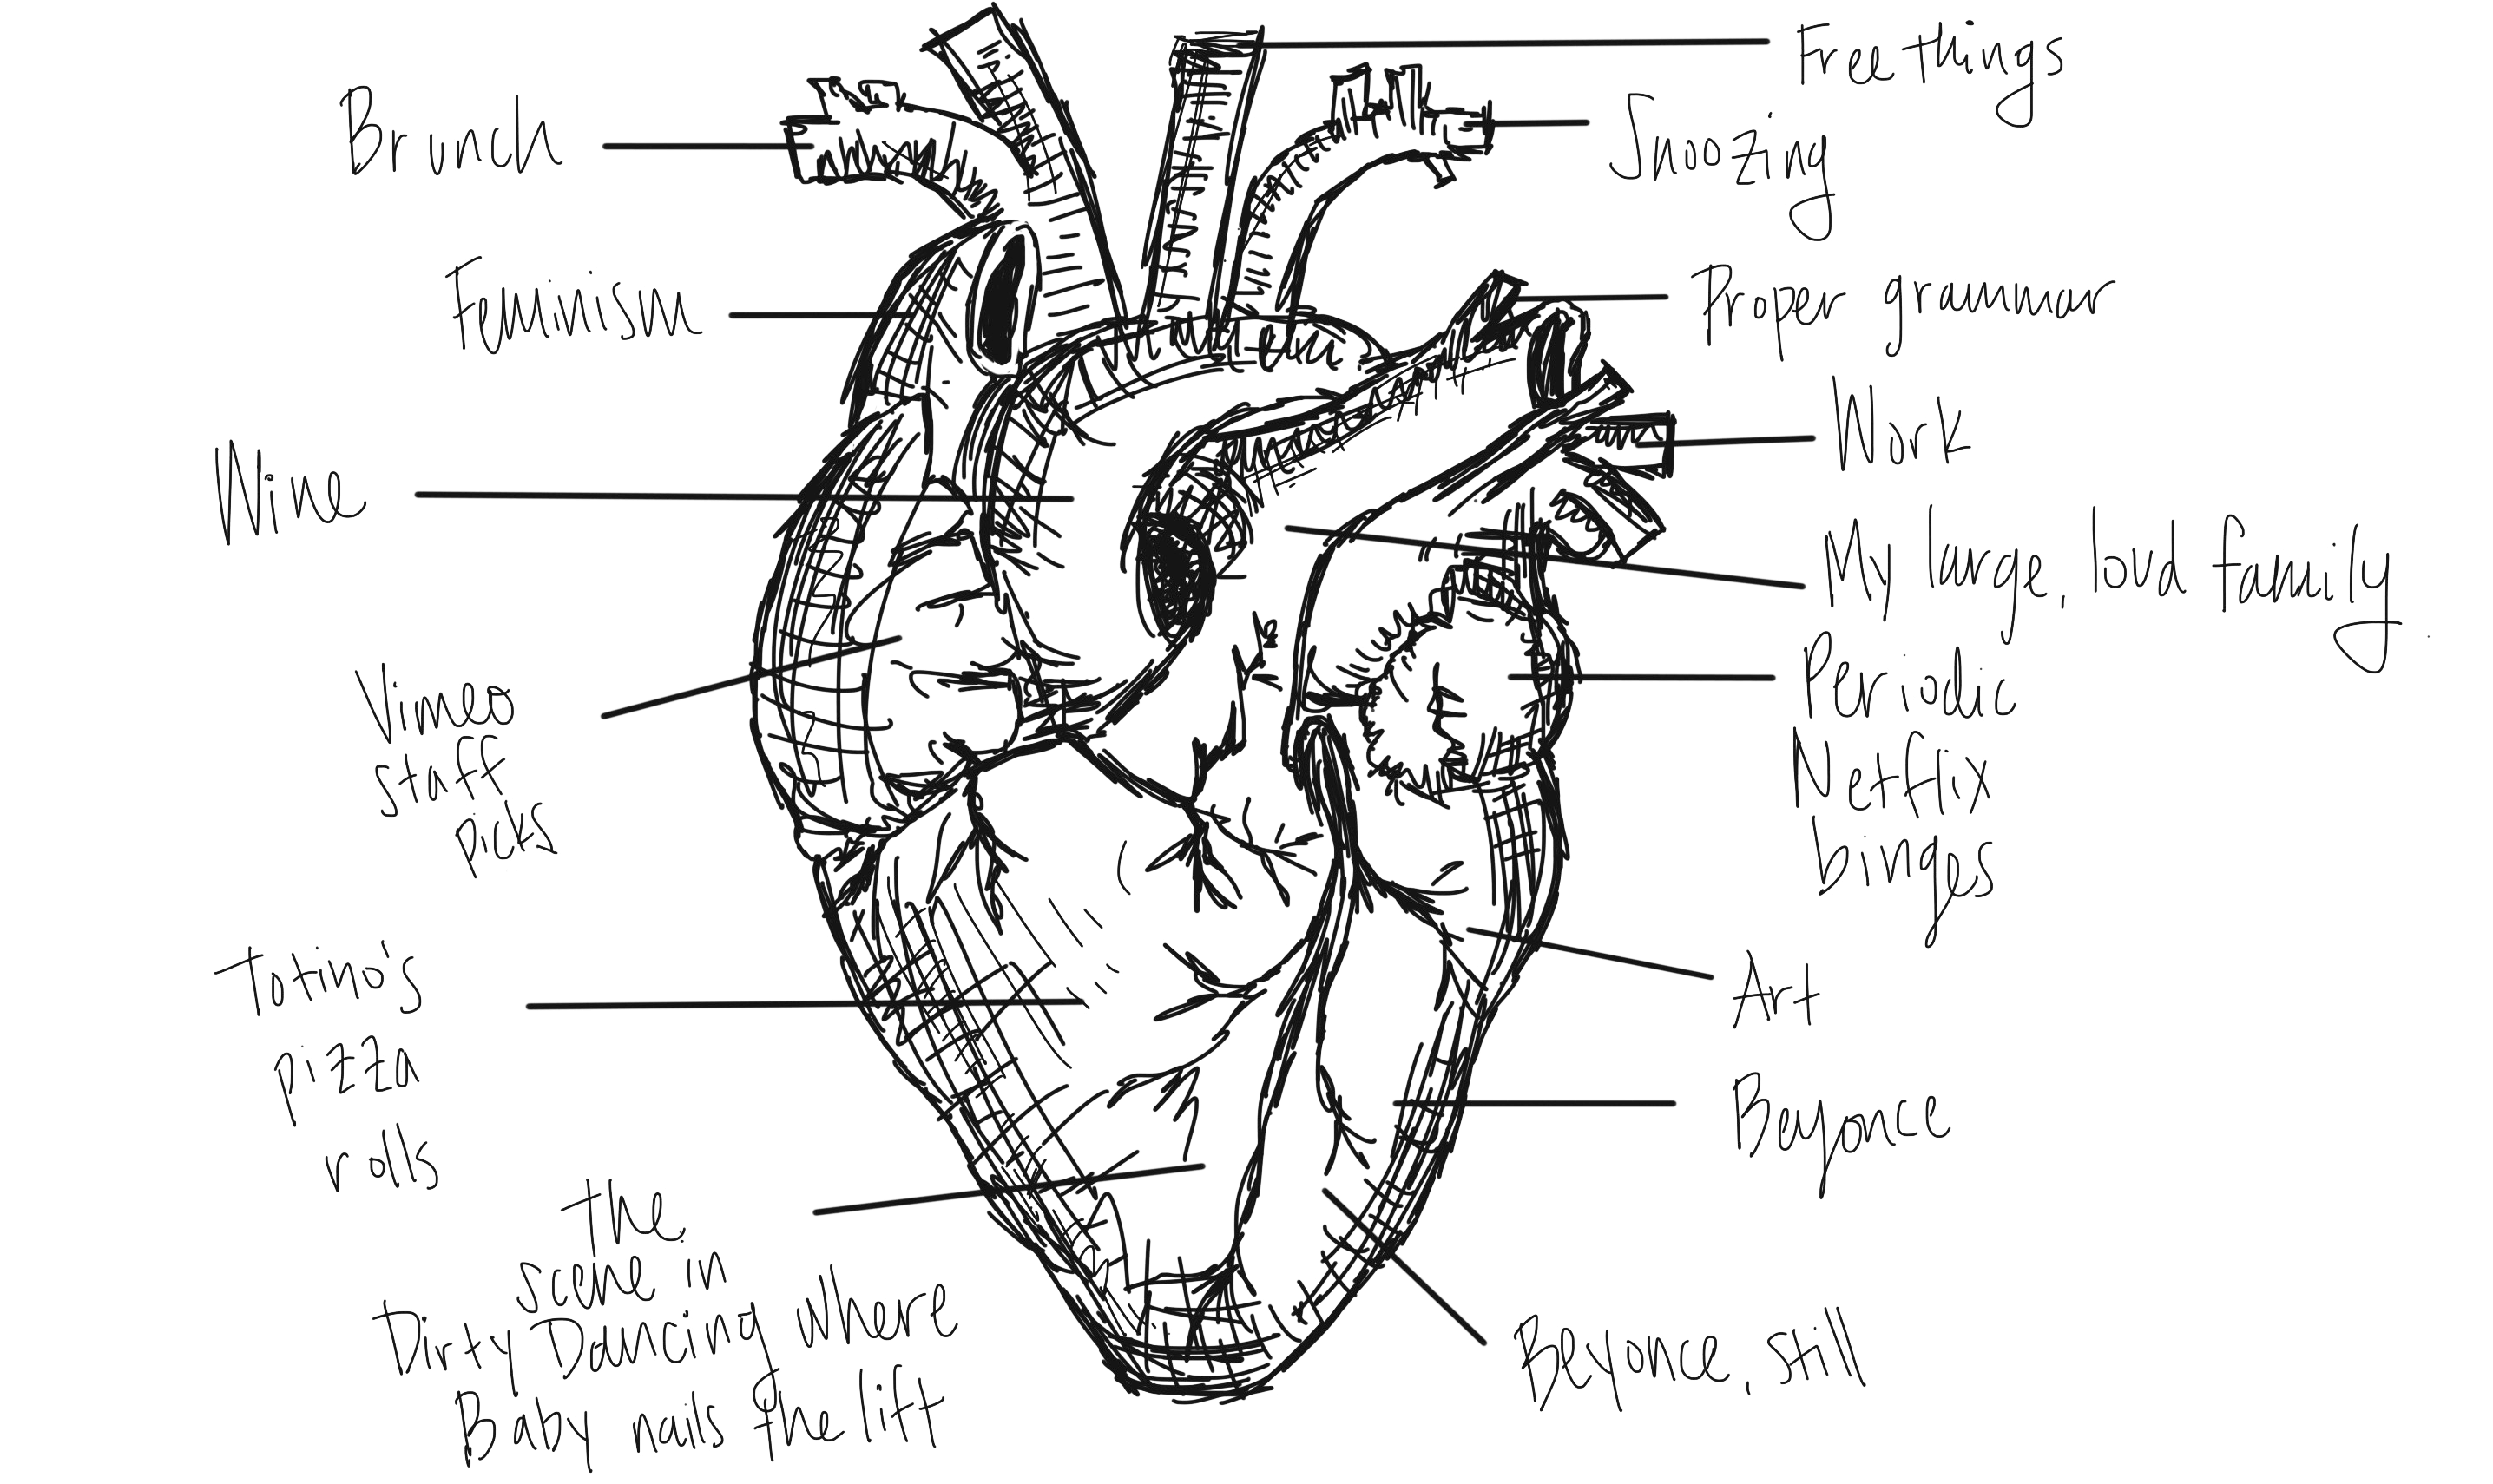 Brunch
Feminism
Wine
Vimeo
staff
picks
Totino's
pizza
rolls
the
scene in
Dirty Dancing where
Baby nails the lift
Free things
Snoozing
Proper grammar
Work
My large, loud family
Periodic
Netflix
binges
Art
Beyonce
Beyonce, still